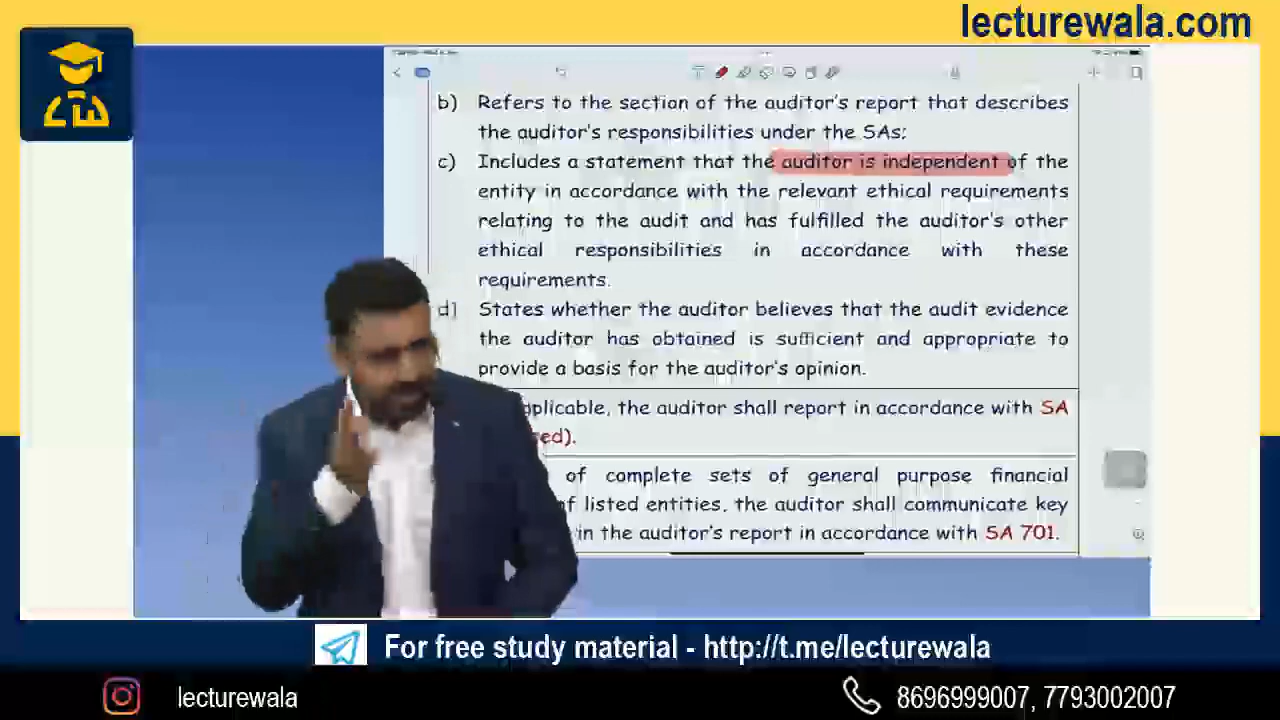 lecturewala.com
b) Refers to the section of the auditor's report that describes
the auditor's responsibilities under the SAs;
c) Includes a statement that the auditor is independent of the
entity in accordance with the relevant ethical requirements
relating to the audit and has fulfilled the auditor's other
ethical responsibilities in accordance with these
requirements.
d) States whether the auditor believes that the audit evidence
the auditor has obtained is sufficient and appropriate to
provide a basis for the auditor's opinion.
applicable, the auditor shall report in accordance with SA
ed).
of complete sets of general purpose financial
of listed entities, the auditor shall communicate key
in the auditor's report in accordance with SA 701.
For free study material - http://t.me/lecturewala
lecturewala
8696999007, 7793002007